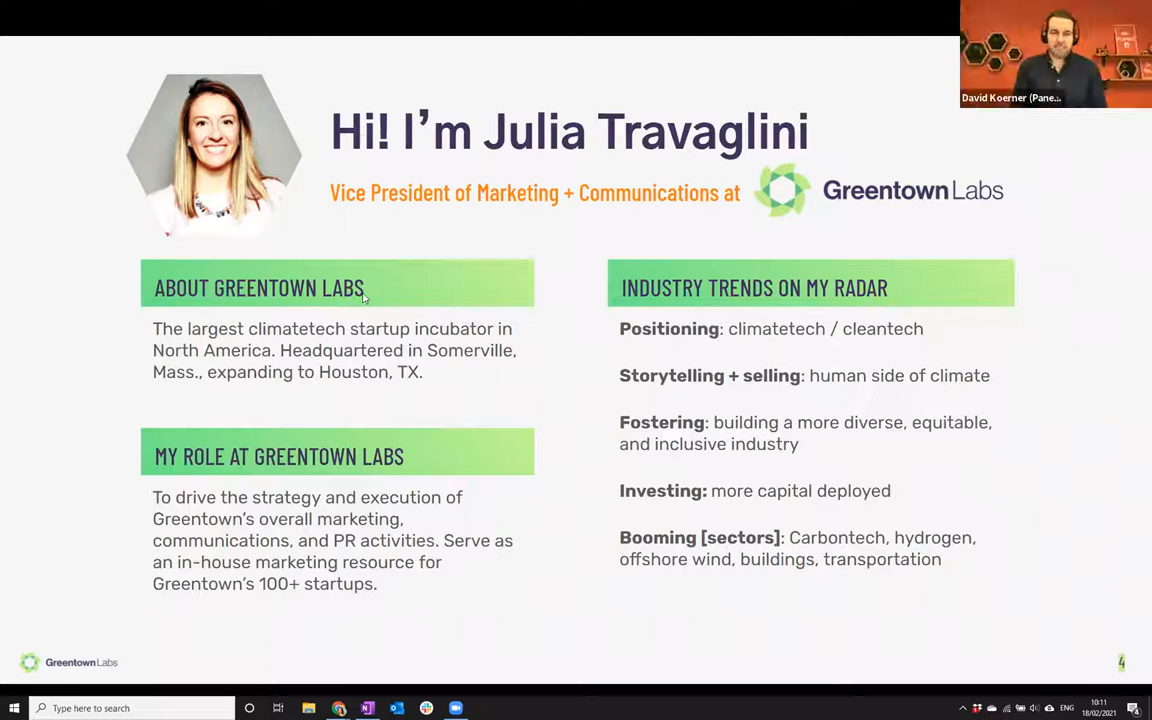 David Koerner (Pane...
Hi! I'm Julia Travaglini
Vice President of Marketing + Communications at
Greentown Labs
ABOUT GREENTOWN LABS
The largest climatetech startup incubator in
North America. Headquartered in Somerville,
Mass., expanding to Houston, TX.
MY ROLE AT GREENTOWN LABS
To drive the strategy and execution of
Greentown's overall marketing,
communications, and PR activities. Serve as
an in-house marketing resource for
Greentown's 100+ startups.
INDUSTRY TRENDS ON MY RADAR
Positioning: climatetech / cleantech
Storytelling + selling: human side of climate
Fostering: building a more diverse, equitable,
and inclusive industry
Investing: more capital deployed
Booming [sectors]: Carbontech, hydrogen,
offshore wind, buildings, transportation
Greentown Labs
4
Type here to search
ENG
10:11
18/02/2021